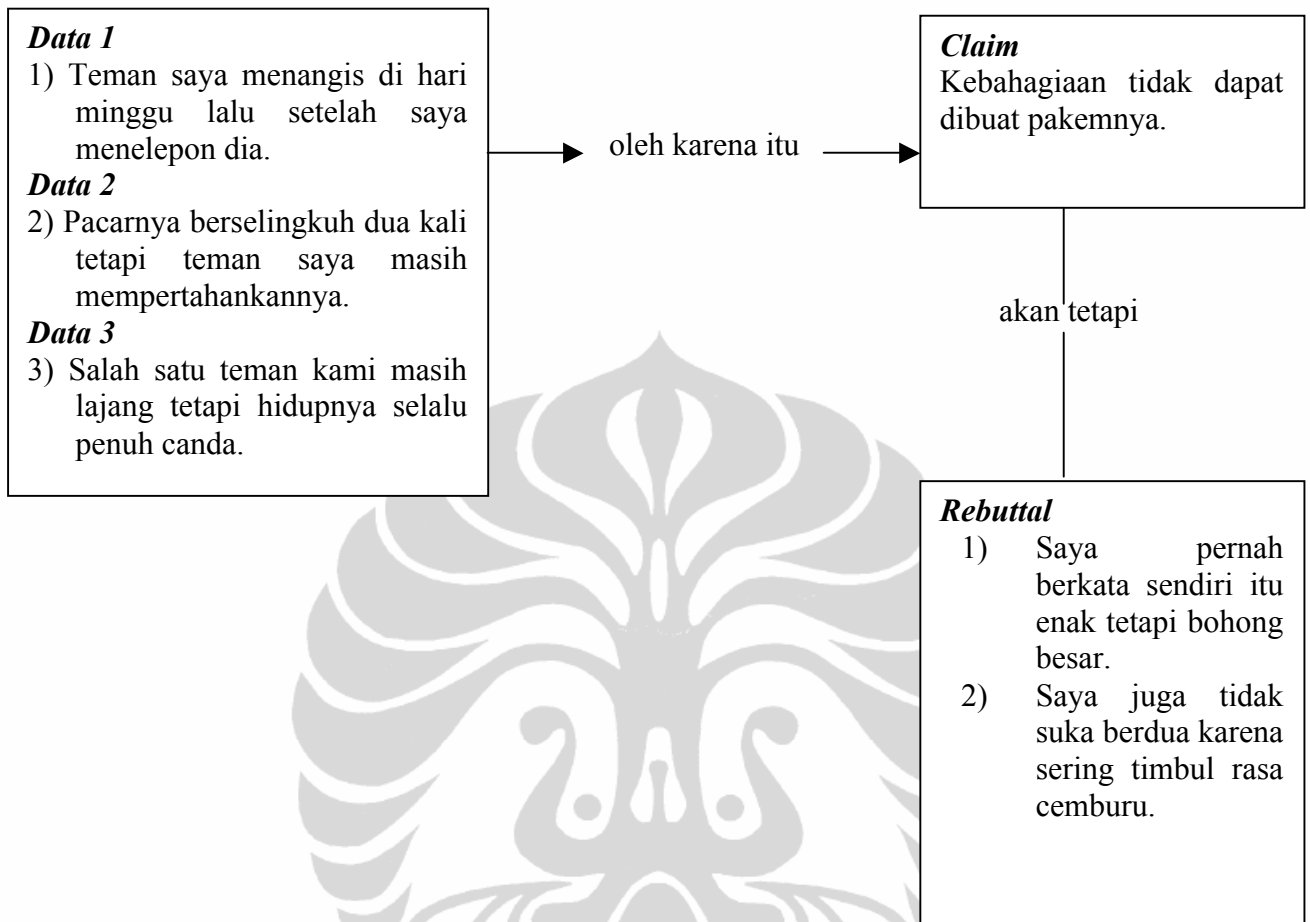 Data 1
1) Teman saya menangis di hari
minggu lalu setelah saya
menelepon dia.
Data 2
2) Pacarnya berselingkuh dua kali
tetapi teman saya masih
mempertahankannya.
Data 3
3) Salah satu teman kami masih
lajang tetapi hidupnya selalu
penuh canda.
oleh karena itu
Claim
Kebahagiaan tidak dapat
dibuat pakemnya.
akan tetapi
Rebuttal
1) Saya pernah
berkata sendiri itu
enak tetapi bohong
besar.
2) Saya juga tidak
suka berdua karena
sering timbul rasa
cemburu.